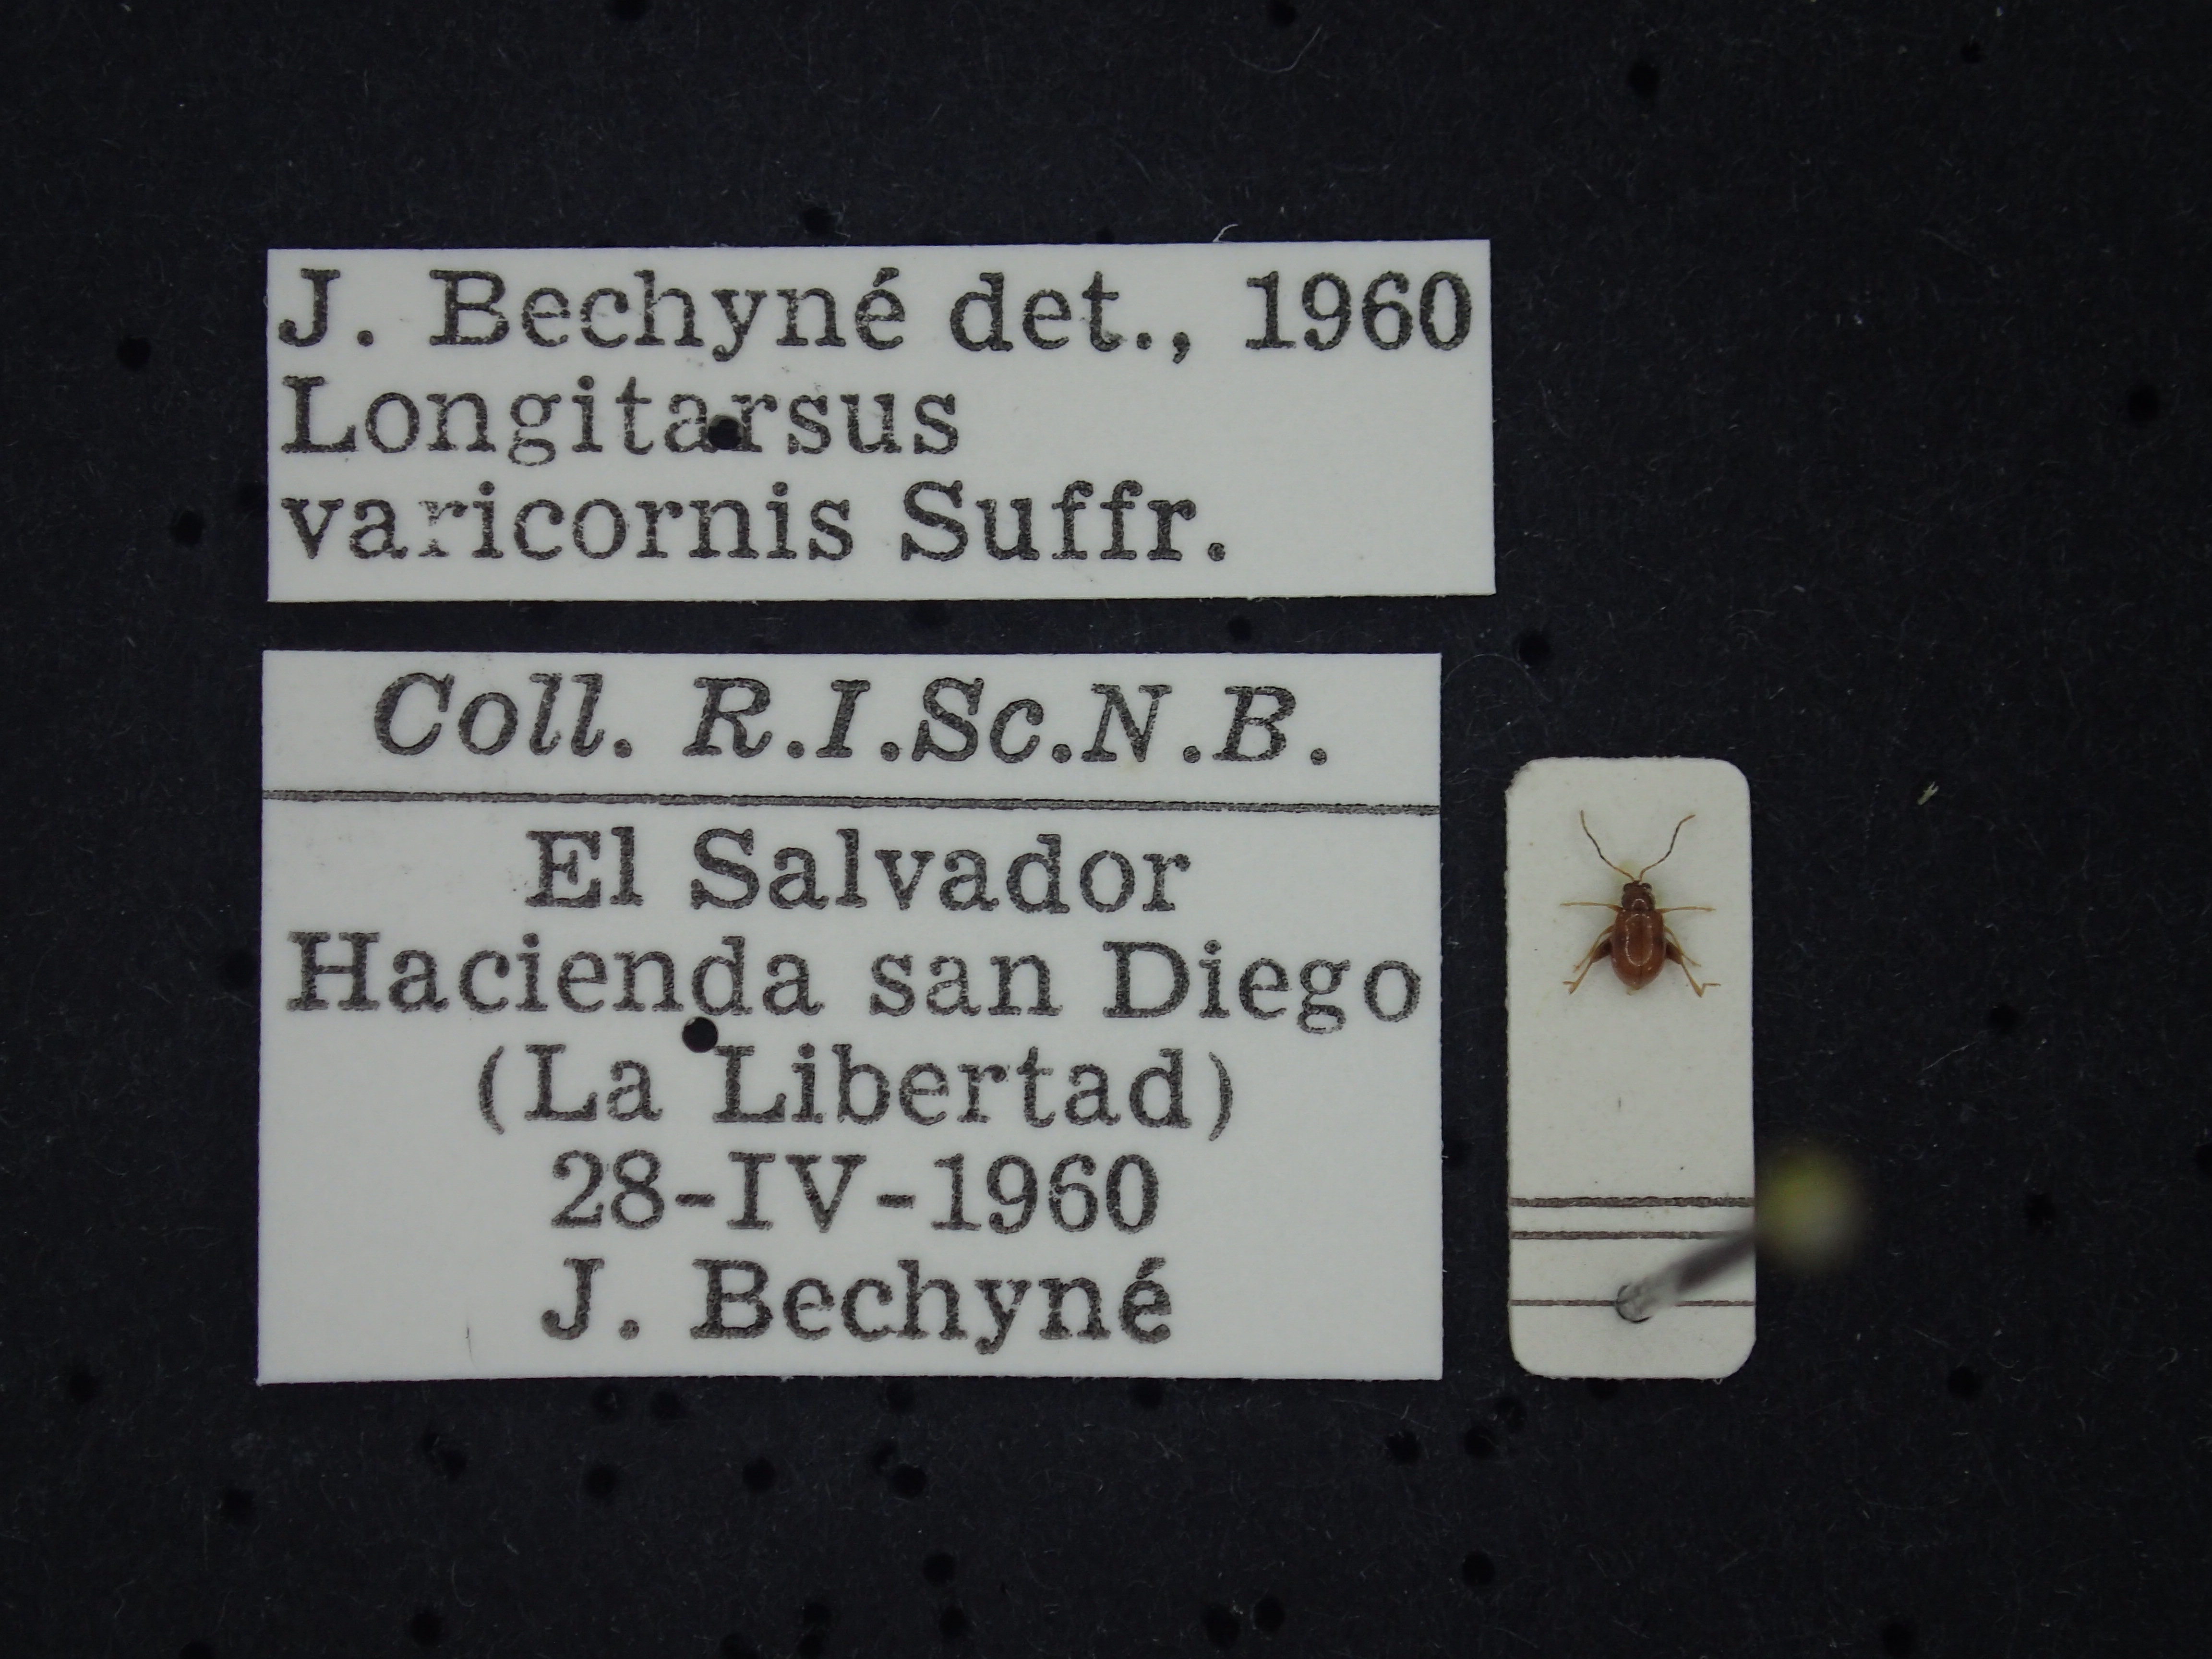 J. Bechyné det., 1960
Longitarsus
varicornis Suffr.
Coll. R.I.Sc.N.B.
El Salvador
Hacienda san Diego
(La Libertad)
28-IV-1960
J. Bechyné